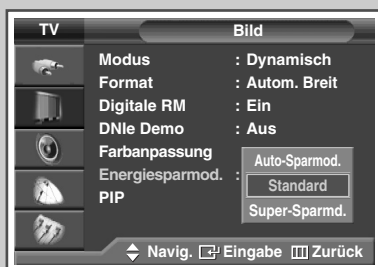 TV Bild
Modus : Dynamisch
Format : Autom. Breit
Digitale RM : Ein
DNIe Demo : Aus
Farbanpassung
Energiesparmod. :
PIP
Auto-Sparmod.
Standard
Super-Sparmd.
Navig. Eingabe Zurück